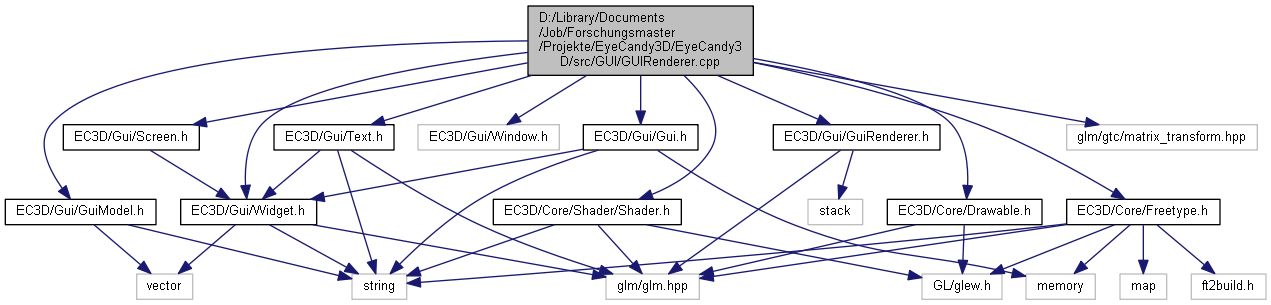 D:/Library/Documents
/Job/Forschungsmaster
/Projekte/EyeCandy3D/EyeCandy3
D/src/GUI/GUIRenderer.cpp
EC3D/Gui/Screen.h
EC3D/Gui/Text.h
EC3D/Gui/Window.h
EC3D/Gui/Gui.h
EC3D/Gui/GuiRenderer.h
glm/gtc/matrix_transform.hpp
EC3D/Gui/GuiModel.h
EC3D/Gui/Widget.h
EC3D/Core/Shader/Shader.h
stack
EC3D/Core/Drawable.h
EC3D/Core/Freetype.h
vector
string
glm/glm.hpp
GL/glew.h
memory
map
ft2build.h